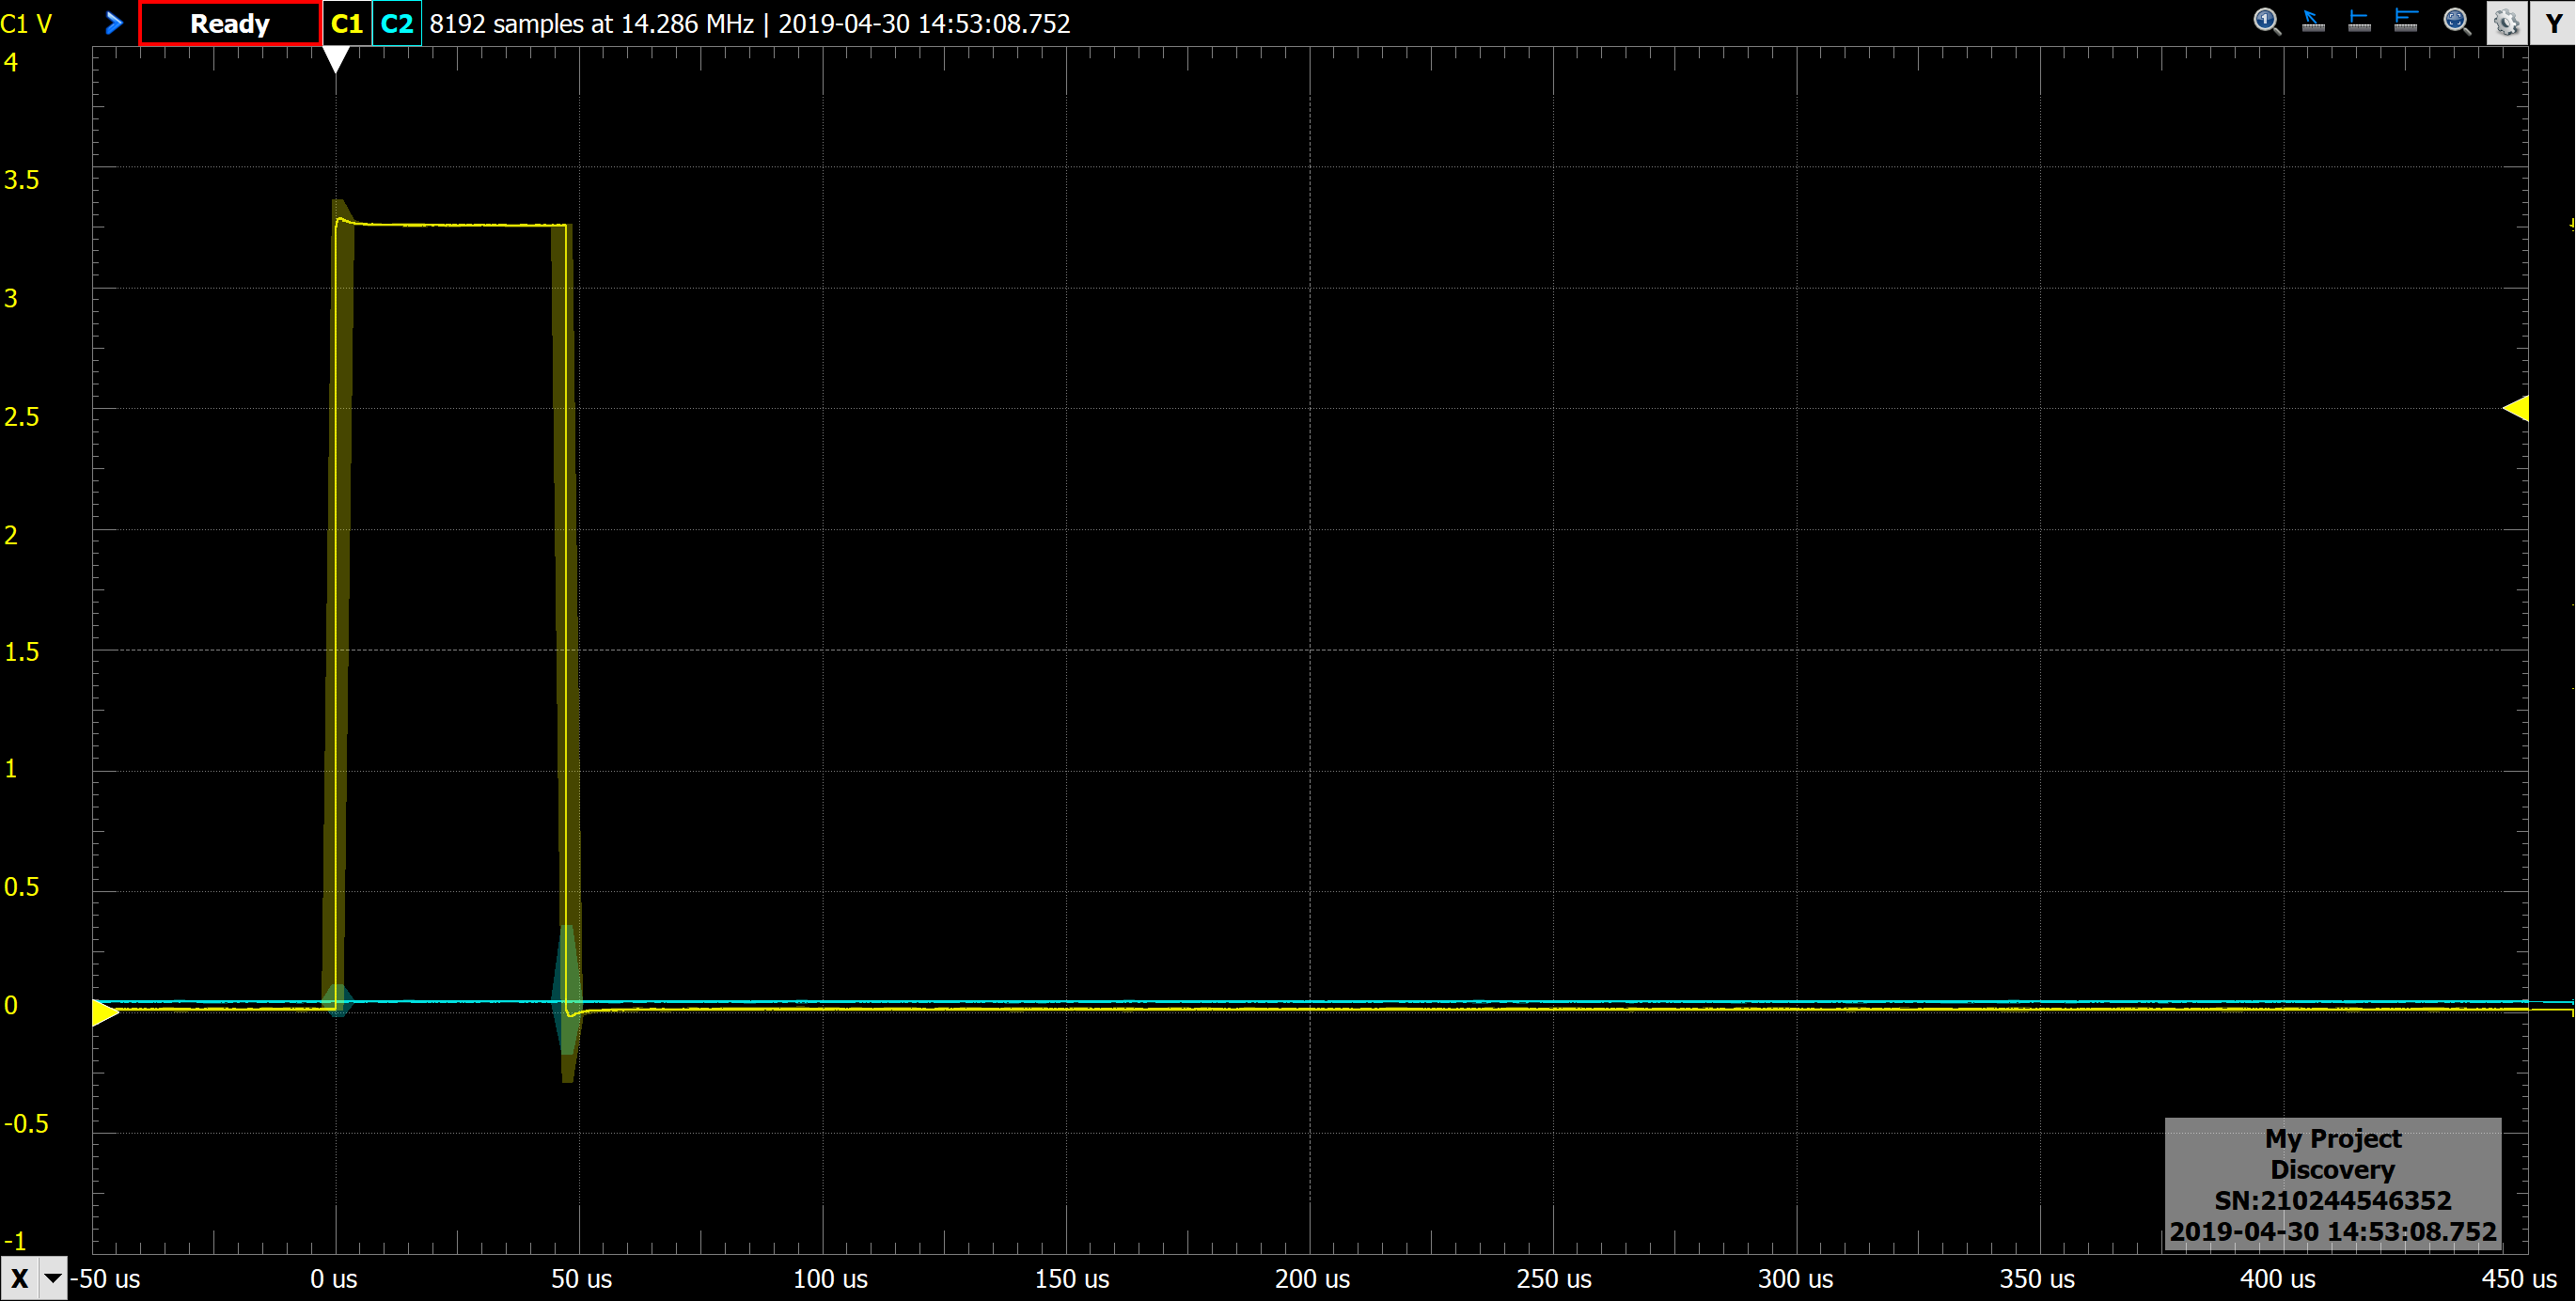 C1 V Ready C1 C2 8192 samples at 14.286 MHz | 2019-04-30 14:53:08.752 Y
4
3.5
3
2.5
2
1.5
1
0.5
0
-0.5
-1
My Project
Discovery
SN:210244546352
2019-04-30 14:53:08.752
X -50 us 0 us 50 us 100 us 150 us 200 us 250 us 300 us 350 us 400 us 450 us